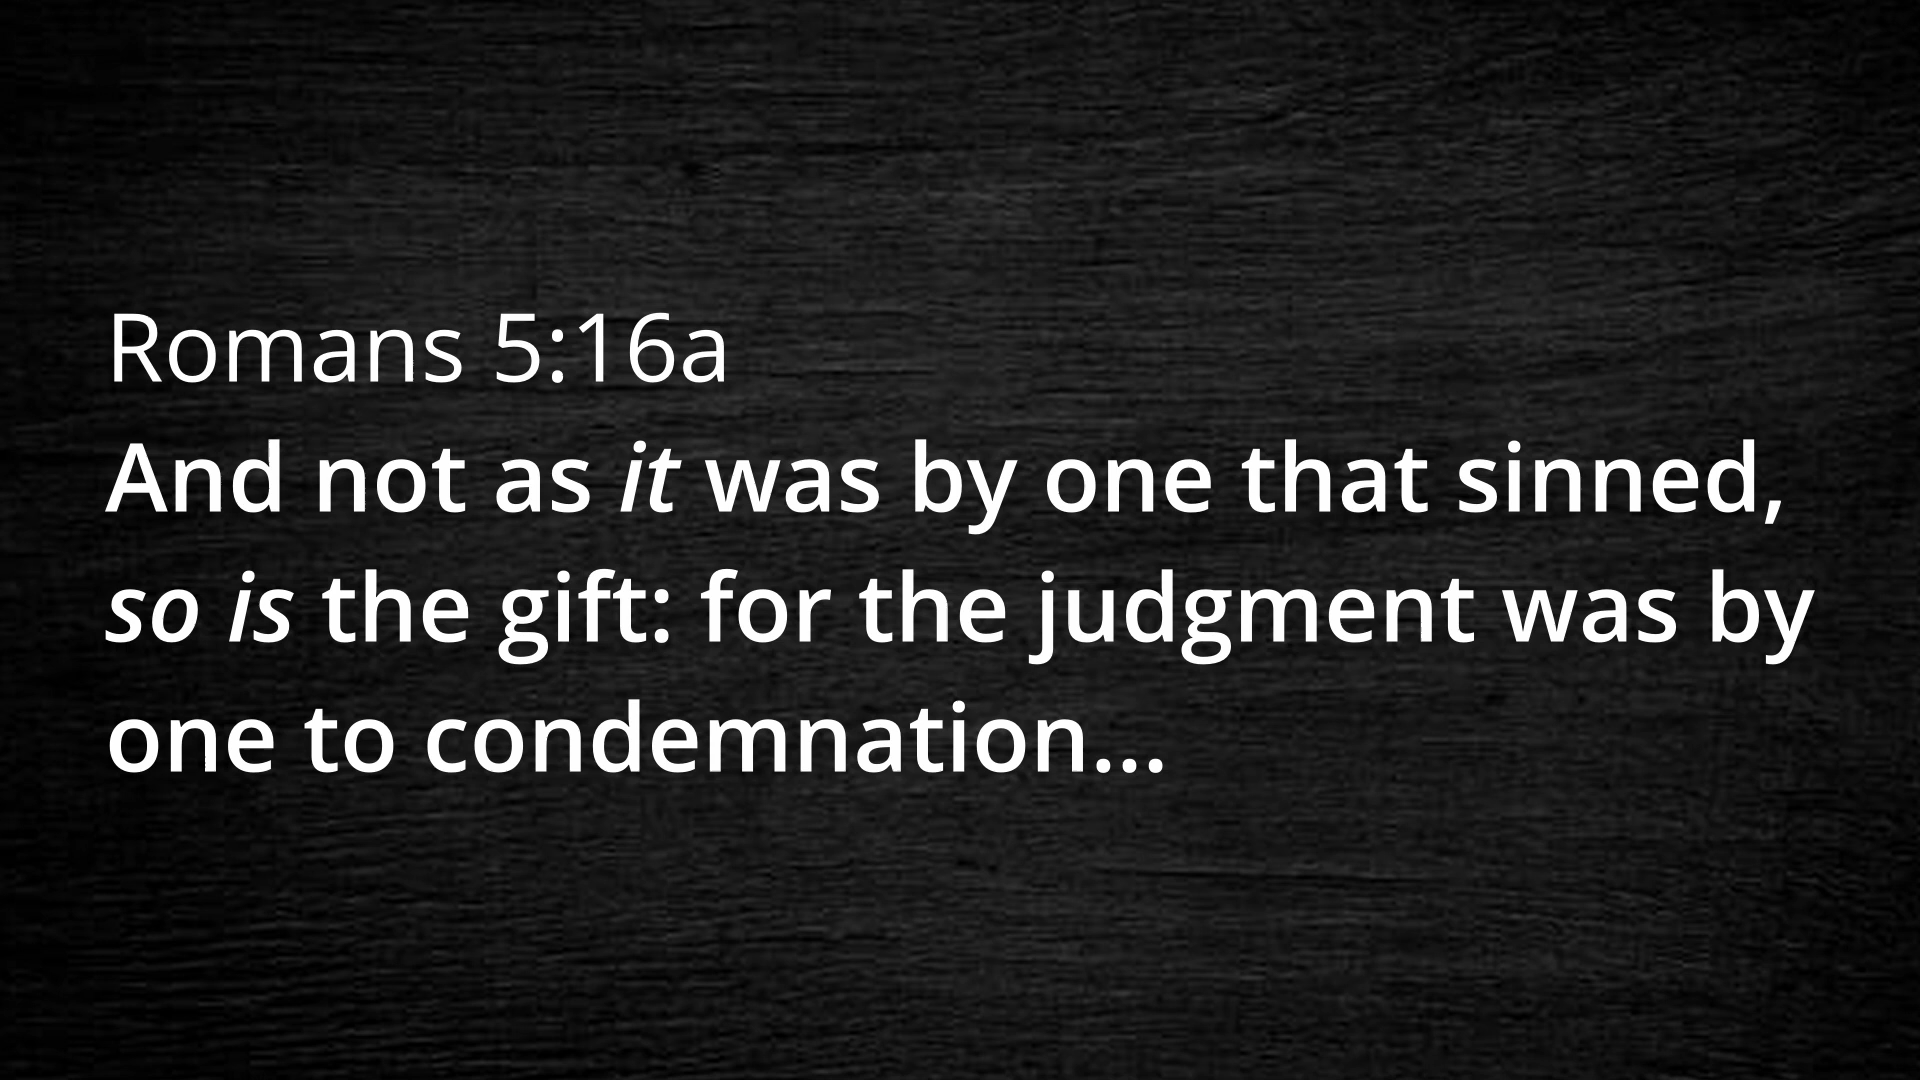 Romans 5:16a
And not as it was by one that sinned,
so is the gift: for the judgment was by
one to condemnation...